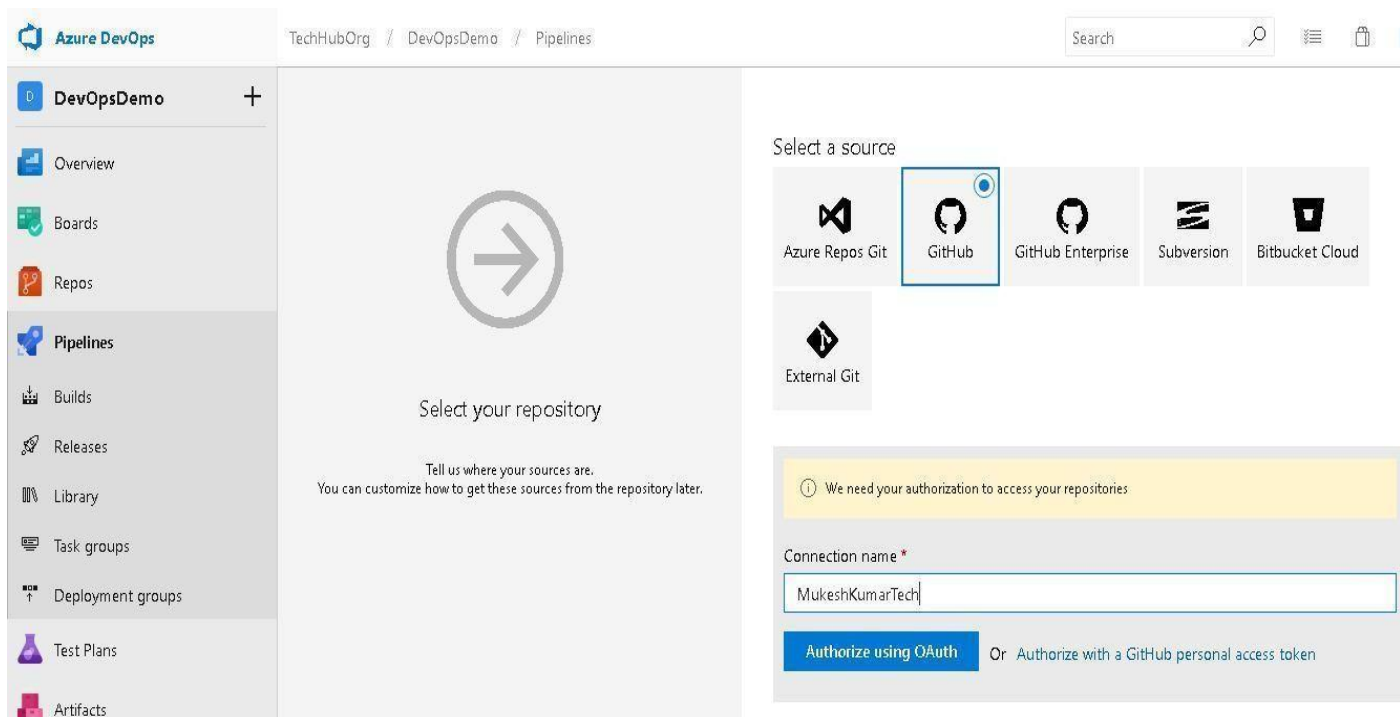 Azure DevOps
TechHubOrg / DevOpsDemo / Pipelines
Search
D DevOpsDemo
Overview
Boards
Repos
Pipelines
Builds
Releases
Library
Task groups
Deployment groups
Test Plans
Artifacts
Select your repository
Tell us where your sources are.
You can customize how to get these sources from the repository later.
Select a source
Azure Repos Git
GitHub
GitHub Enterprise
Subversion
Bitbucket Cloud
External Git
We need your authorization to access your repositories
Connection name *
MukeshKumarTech
Authorize using OAuth Or Authorize with a GitHub personal access token